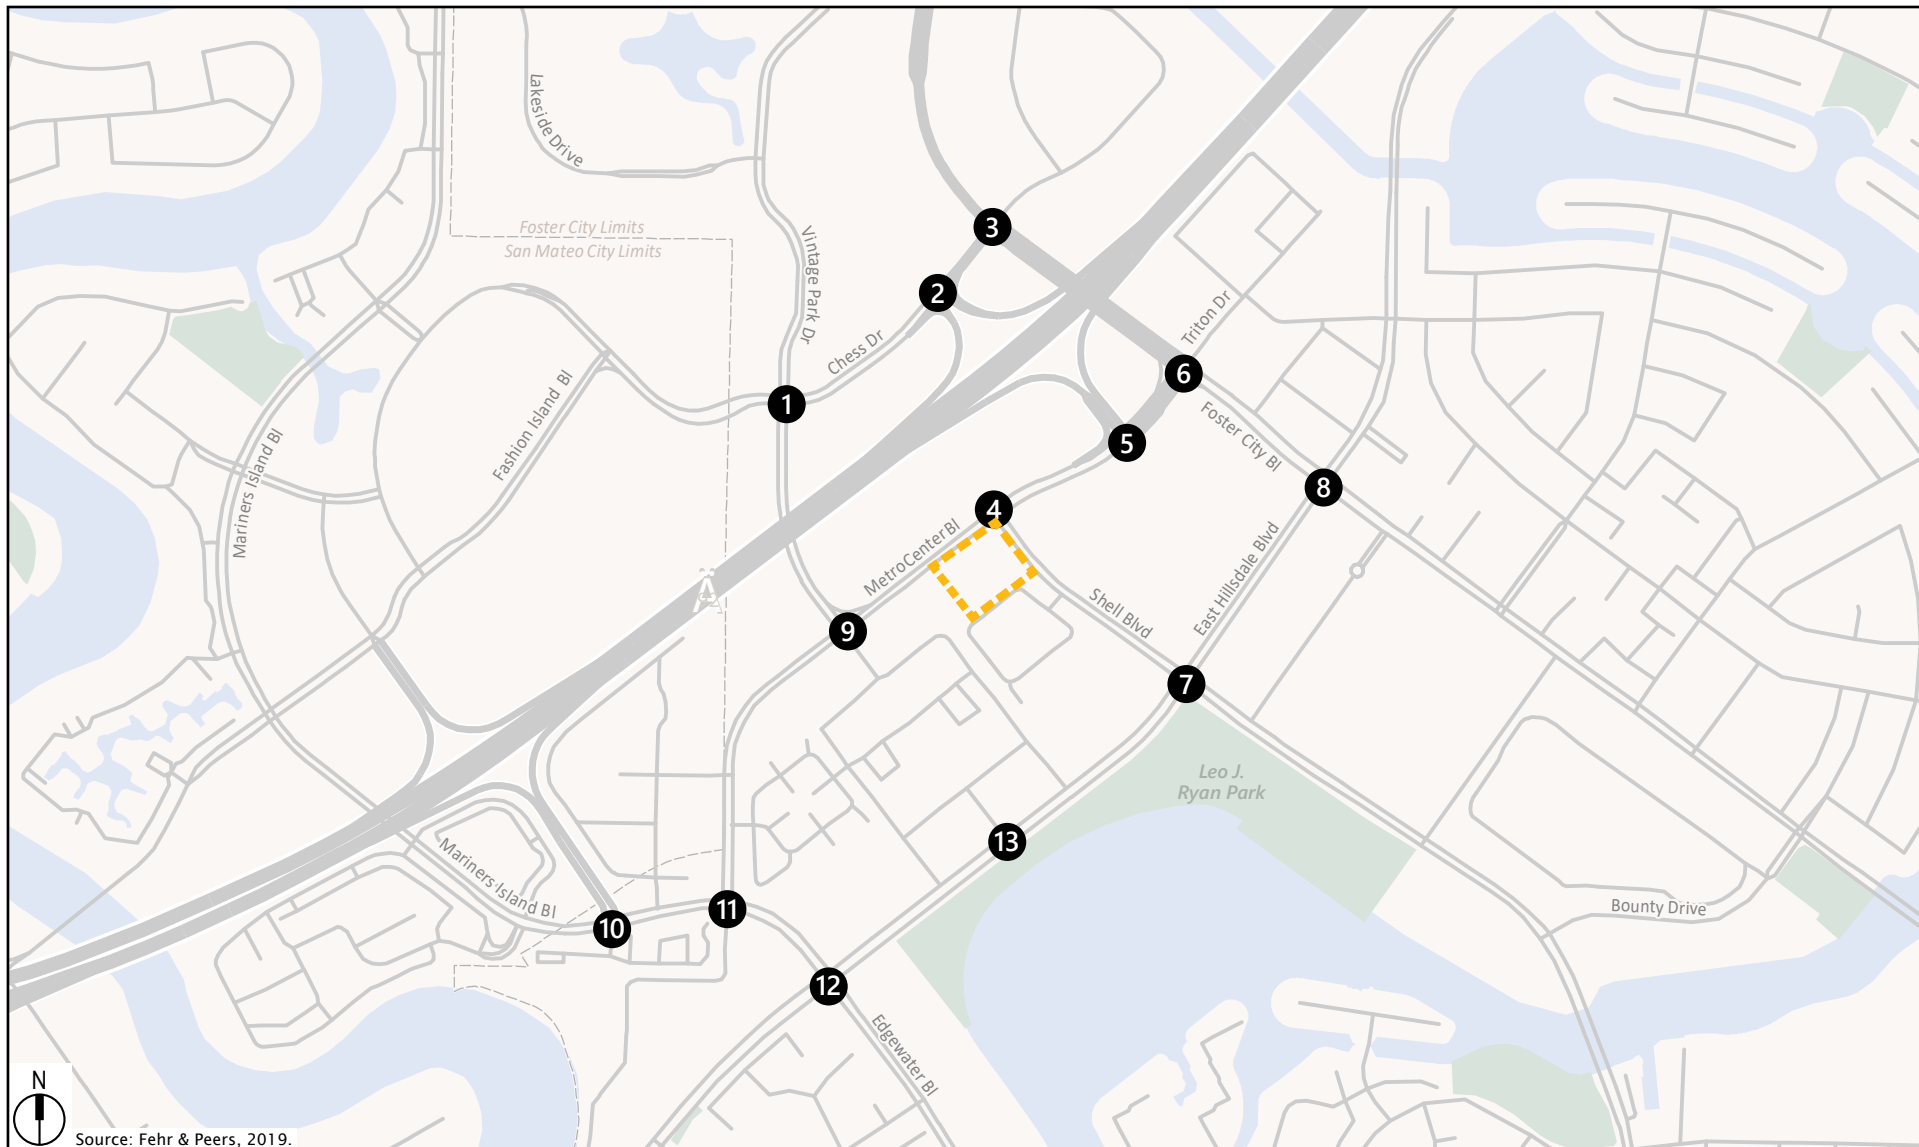 Lakeside Drive
Foster City Limits
San Mateo City Limits
Vintage Park Dr
3
2
Chess Dr
Triton Dr
1
6
Fashion Island Bl
Foster City Bl
5
Mariners Island Bl
8
4
MetroCenter Bl
East Hillsdale Blvd
Shell Blvd
9
7
Leo J.
Ryan Park
13
Mariners Island Bl
11
Bounty Drive
10
12
Edgewater Bl
N
Source: Fehr & Peers, 2019.